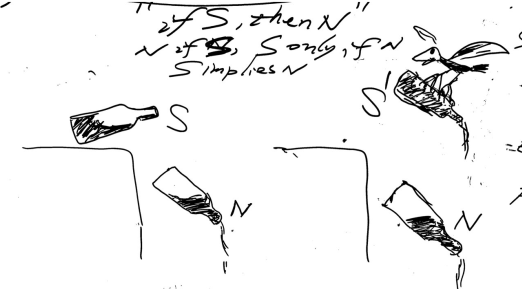 "if S, then N"
N if S, S only if N
S implies N
S
S'
N
N